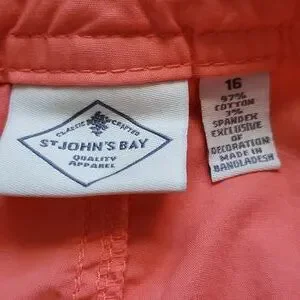 CLASSIC CRAFTED
ST JOHN'S BAY
QUALITY
APPAREL
16
97%
COTTON
3%
SPANDEX
EXCLUSIVE
OF
DECORATION
MADE IN
BANGLADESH